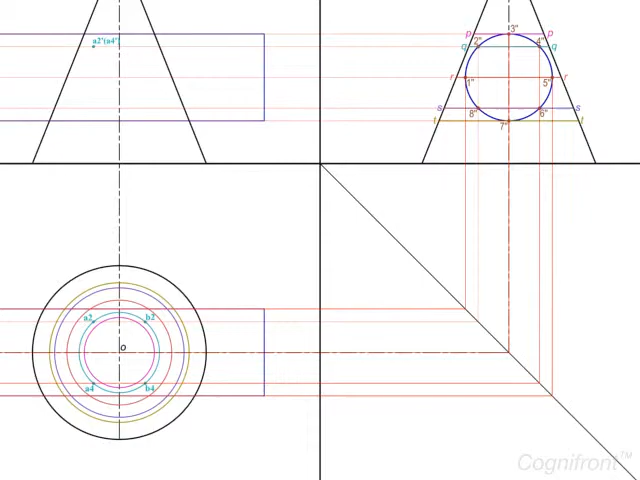 a2'(a4')
p 3" p
q 2" 4" q
r 1" 5" r
s 8" 6" s
t 7" t
a2 b2
o
a4 b4
Cognifront™